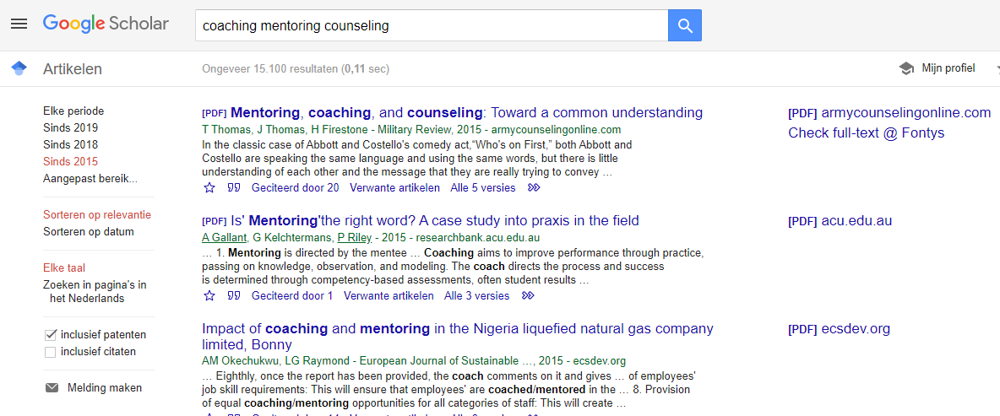 Google Scholar
coaching mentoring counseling
Artikelen
Ongeveer 15.100 resultaten (0,11 sec)
Mijn profiel
Elke periode
Sinds 2019
Sinds 2018
Sinds 2015
Aangepast bereik...
Sorteren op relevantie
Sorteren op datum
Elke taal
Zoeken in pagina's in
het Nederlands
inclusief patenten
inclusief citaten
Melding maken
[PDF] Mentoring, coaching, and counseling: Toward a common understanding
T Thomas, J Thomas, H Firestone - Military Review, 2015 - armycounselingonline.com
In the classic case of Abbott and Costello's comedy act,“Who's on First,” both Abbott and
Costello are speaking the same language and using the same words, but there is little
understanding of each other and the message that they are really trying to convey …
Geciteerd door 20 Verwante artikelen Alle 5 versies
[PDF] armycounselingonline.com
Check full-text @ Fontys
[PDF] Is' Mentoring'the right word? A case study into praxis in the field
A Gallant, G Kelchtermans, P Riley - 2015 - researchbank.acu.edu.au
… 1. Mentoring is directed by the mentee … Coaching aims to improve performance through practice,
passing on knowledge, observation, and modeling. The coach directs the process and success
is determined through competency-based assessments, often student results …
Geciteerd door 1 Verwante artikelen Alle 3 versies
[PDF] acu.edu.au
Impact of coaching and mentoring in the Nigeria liquefied natural gas company
limited, Bonny
AM Okechukwu, LG Raymond - European Journal of Sustainable …, 2015 - ecsdev.org
… Eighthly, once the report has been provided, the coach comments on it and gives … of employees'
job skill requirements: This will ensure that employees' are coached/mentored in the … 8. Provision
of equal coaching/mentoring opportunities for all categories of staff: This will create …
[PDF] ecsdev.org